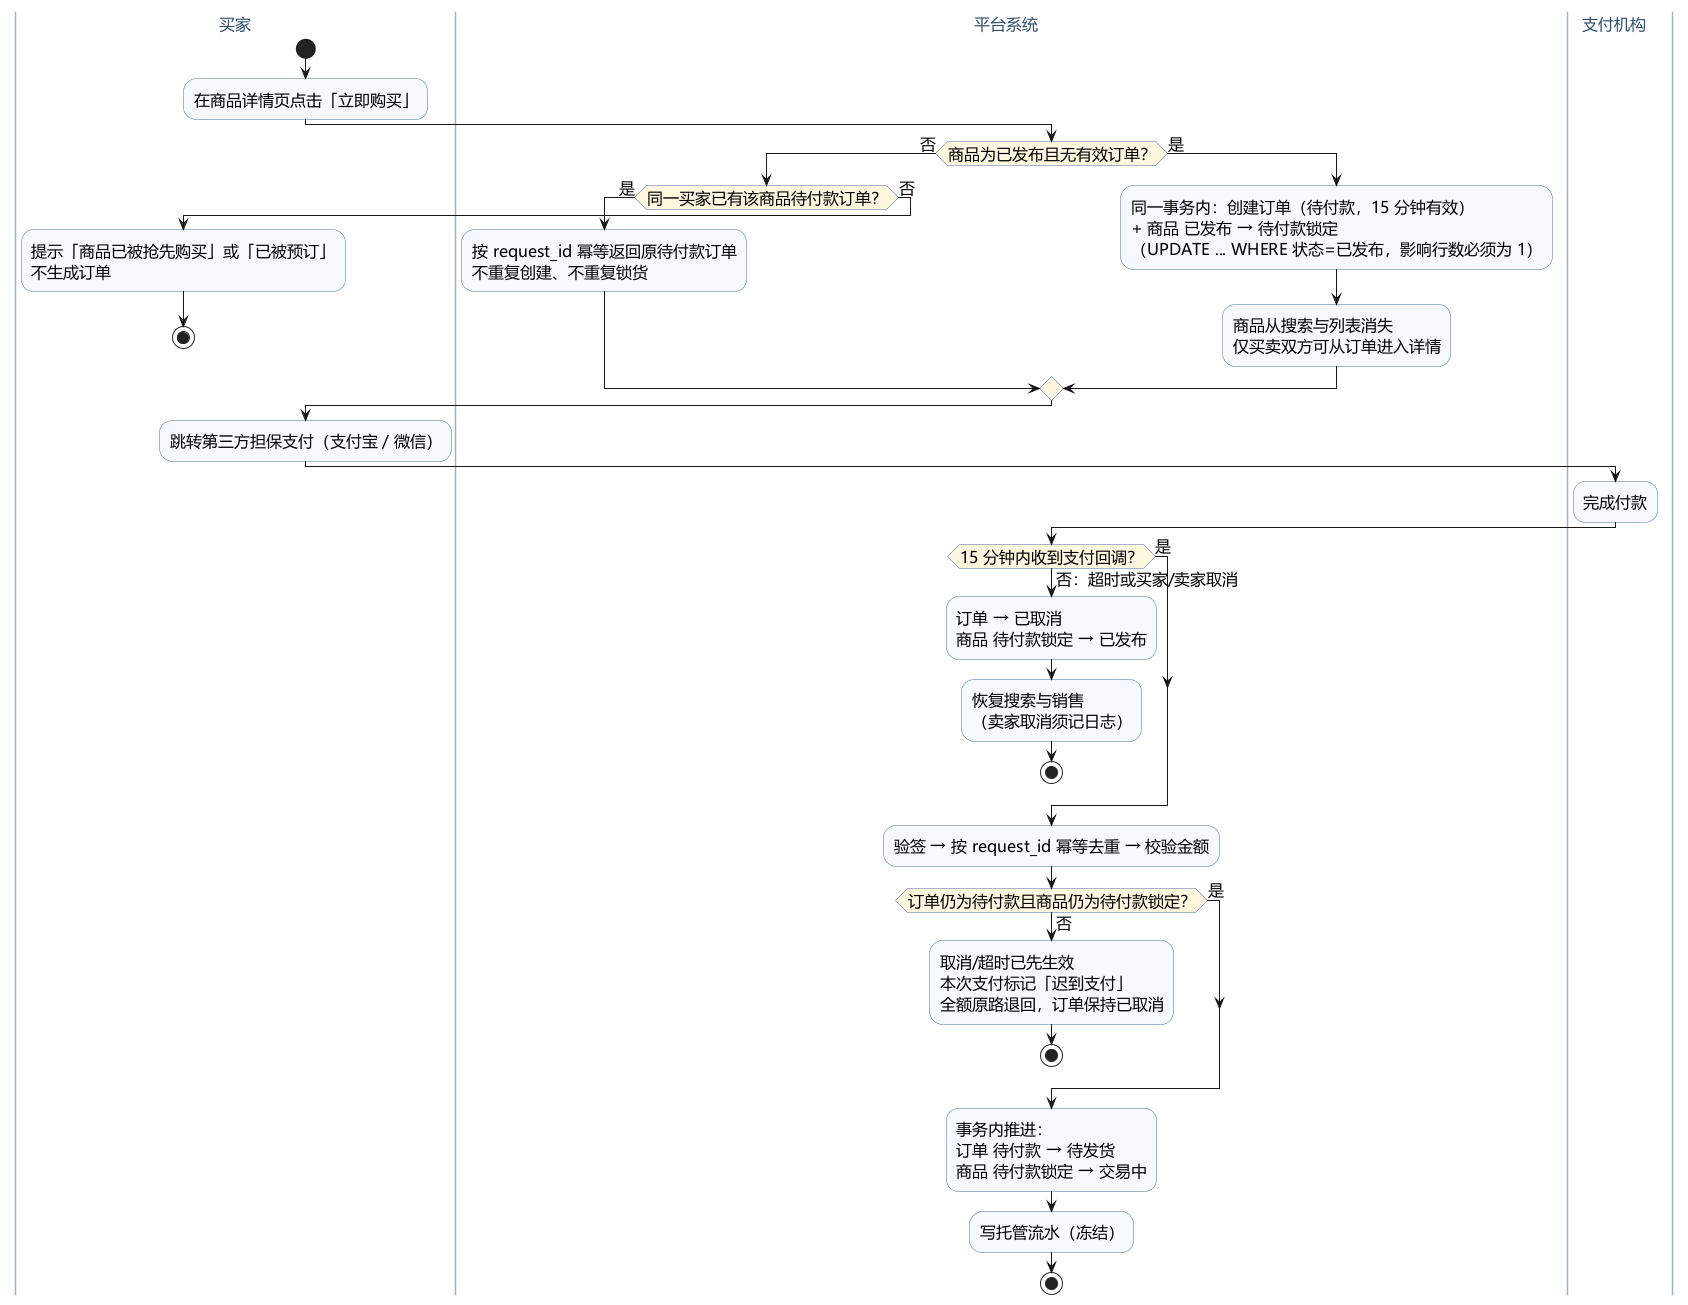 买家
平台系统
支付机构
在商品详情页点击「立即购买」
否
商品为已发布且无有效订单？
是
是
同一买家已有该商品待付款订单？
否
同一事务内：创建订单（待付款，15 分钟有效）
+ 商品 已发布 → 待付款锁定
（UPDATE ... WHERE 状态=已发布，影响行数必须为 1）
提示「商品已被抢先购买」或「已被预订」
不生成订单
按 request_id 幂等返回原待付款订单
不重复创建、不重复锁货
商品从搜索与列表消失
仅买卖双方可从订单进入详情
跳转第三方担保支付（支付宝 / 微信）
完成付款
15 分钟内收到支付回调？
是
否：超时或买家/卖家取消
订单 → 已取消
商品 待付款锁定 → 已发布
恢复搜索与销售
（卖家取消须记日志）
验签 → 按 request_id 幂等去重 → 校验金额
订单仍为待付款且商品仍为待付款锁定？
是
否
取消/超时已先生效
本次支付标记「迟到支付」
全额原路退回，订单保持已取消
事务内推进：
订单 待付款 → 待发货
商品 待付款锁定 → 交易中
写托管流水（冻结）